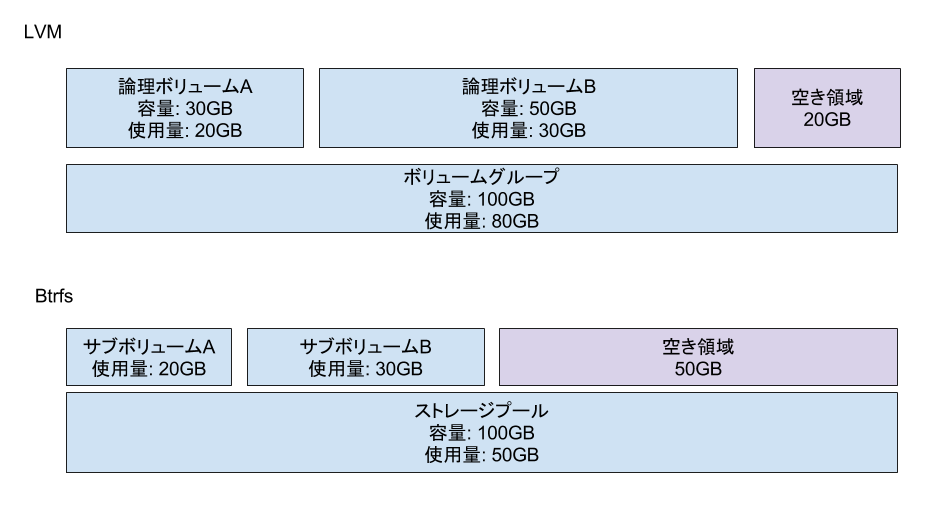 LVM
論理ボリュームA
容量: 30GB
使用量: 20GB
論理ボリュームB
容量: 50GB
使用量: 30GB
空き領域
20GB
ボリュームグループ
容量: 100GB
使用量: 80GB
Btrfs
サブボリュームA
使用量: 20GB
サブボリュームB
使用量: 30GB
空き領域
50GB
ストレージプール
容量: 100GB
使用量: 50GB